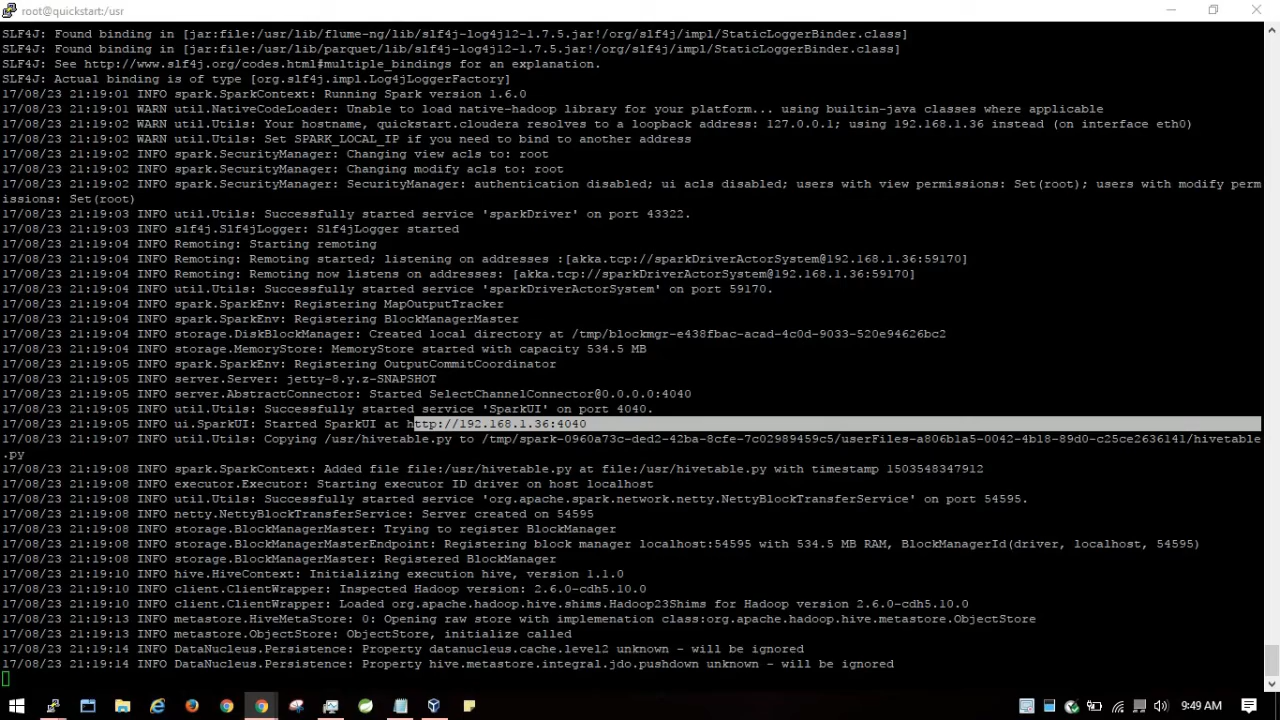 root@quickstart:/usr
SLF4J: Found binding in [jar:file:/usr/lib/flume-ng/lib/slf4j-log4j12-1.7.5.jar!/org/slf4j/impl/StaticLoggerBinder.class]
SLF4J: Found binding in [jar:file:/usr/lib/parquet/lib/slf4j-log4j12-1.7.5.jar!/org/slf4j/impl/StaticLoggerBinder.class]
SLF4J: See http://www.slf4j.org/codes.html#multiple_bindings for an explanation.
SLF4J: Actual binding is of type [org.slf4j.impl.Log4jLoggerFactory]
17/08/23 21:19:01 INFO spark.SparkContext: Running Spark version 1.6.0
17/08/23 21:19:02 WARN util.NativeCodeLoader: Unable to load native-hadoop library for your platform... using builtin-java classes where applicable
17/08/23 21:19:02 WARN util.Utils: Your hostname, quickstart.cloudera resolves to a loopback address: 127.0.0.1; using 192.168.1.36 instead (on interface eth0)
17/08/23 21:19:02 WARN util.Utils: Set SPARK_LOCAL_IP if you need to bind to another address
17/08/23 21:19:02 INFO spark.SecurityManager: Changing view acls to: root
17/08/23 21:19:02 INFO spark.SecurityManager: Changing modify acls to: root
17/08/23 21:19:02 INFO spark.SecurityManager: SecurityManager: authentication disabled; ui acls disabled; users with view permissions: Set(root); users with modify perm
issions: Set(root)
17/08/23 21:19:03 INFO util.Utils: Successfully started service 'sparkDriver' on port 43322.
17/08/23 21:19:03 INFO slf4j.Slf4jLogger: Slf4jLogger started
17/08/23 21:19:04 INFO Remoting: Starting remoting
17/08/23 21:19:04 INFO Remoting: Remoting started; listening on addresses :[akka.tcp://sparkDriverActorSystem@192.168.1.36:59170]
17/08/23 21:19:04 INFO Remoting: Remoting now listens on addresses: [akka.tcp://sparkDriverActorSystem@192.168.1.36:59170]
17/08/23 21:19:04 INFO util.Utils: Successfully started service 'sparkDriverActorSystem' on port 59170.
17/08/23 21:19:04 INFO spark.SparkEnv: Registering MapOutputTracker
17/08/23 21:19:04 INFO spark.SparkEnv: Registering BlockManagerMaster
17/08/23 21:19:04 INFO storage.DiskBlockManager: Created local directory at /tmp/blockmgr-e438fbac-acad-4c0d-9033-520e94626bc2
17/08/23 21:19:04 INFO storage.MemoryStore: MemoryStore started with capacity 534.5 MB
17/08/23 21:19:05 INFO spark.SparkEnv: Registering OutputCommitCoordinator
17/08/23 21:19:05 INFO server.Server: jetty-8.y.z-SNAPSHOT
17/08/23 21:19:05 INFO server.AbstractConnector: Started SelectChannelConnector@0.0.0.0:4040
17/08/23 21:19:05 INFO util.Utils: Successfully started service 'SparkUI' on port 4040.
17/08/23 21:19:05 INFO ui.SparkUI: Started SparkUI at http://192.168.1.36:4040
17/08/23 21:19:07 INFO util.Utils: Copying /usr/hivetable.py to /tmp/spark-0960a73c-ded2-42ba-8cfe-7c02989459c5/userFiles-a806b1a5-0042-4b18-89d0-c25ce2636141/hivetable
.py
17/08/23 21:19:08 INFO spark.SparkContext: Added file file:/usr/hivetable.py at file:/usr/hivetable.py with timestamp 1503548347912
17/08/23 21:19:08 INFO executor.Executor: Starting executor ID driver on host localhost
17/08/23 21:19:08 INFO util.Utils: Successfully started service 'org.apache.spark.network.netty.NettyBlockTransferService' on port 54595.
17/08/23 21:19:08 INFO netty.NettyBlockTransferService: Server created on 54595
17/08/23 21:19:08 INFO storage.BlockManagerMaster: Trying to register BlockManager
17/08/23 21:19:08 INFO storage.BlockManagerMasterEndpoint: Registering block manager localhost:54595 with 534.5 MB RAM, BlockManagerId(driver, localhost, 54595)
17/08/23 21:19:08 INFO storage.BlockManagerMaster: Registered BlockManager
17/08/23 21:19:10 INFO hive.HiveContext: Initializing execution hive, version 1.1.0
17/08/23 21:19:10 INFO client.ClientWrapper: Inspected Hadoop version: 2.6.0-cdh5.10.0
17/08/23 21:19:10 INFO client.ClientWrapper: Loaded org.apache.hadoop.hive.shims.Hadoop23Shims for Hadoop version 2.6.0-cdh5.10.0
17/08/23 21:19:13 INFO metastore.HiveMetaStore: 0: Opening raw store with implemenation class:org.apache.hadoop.hive.metastore.ObjectStore
17/08/23 21:19:13 INFO metastore.ObjectStore: ObjectStore, initialize called
17/08/23 21:19:14 INFO DataNucleus.Persistence: Property datanucleus.cache.level2 unknown - will be ignored
17/08/23 21:19:14 INFO DataNucleus.Persistence: Property hive.metastore.integral.jdo.pushdown unknown - will be ignored
9:49 AM